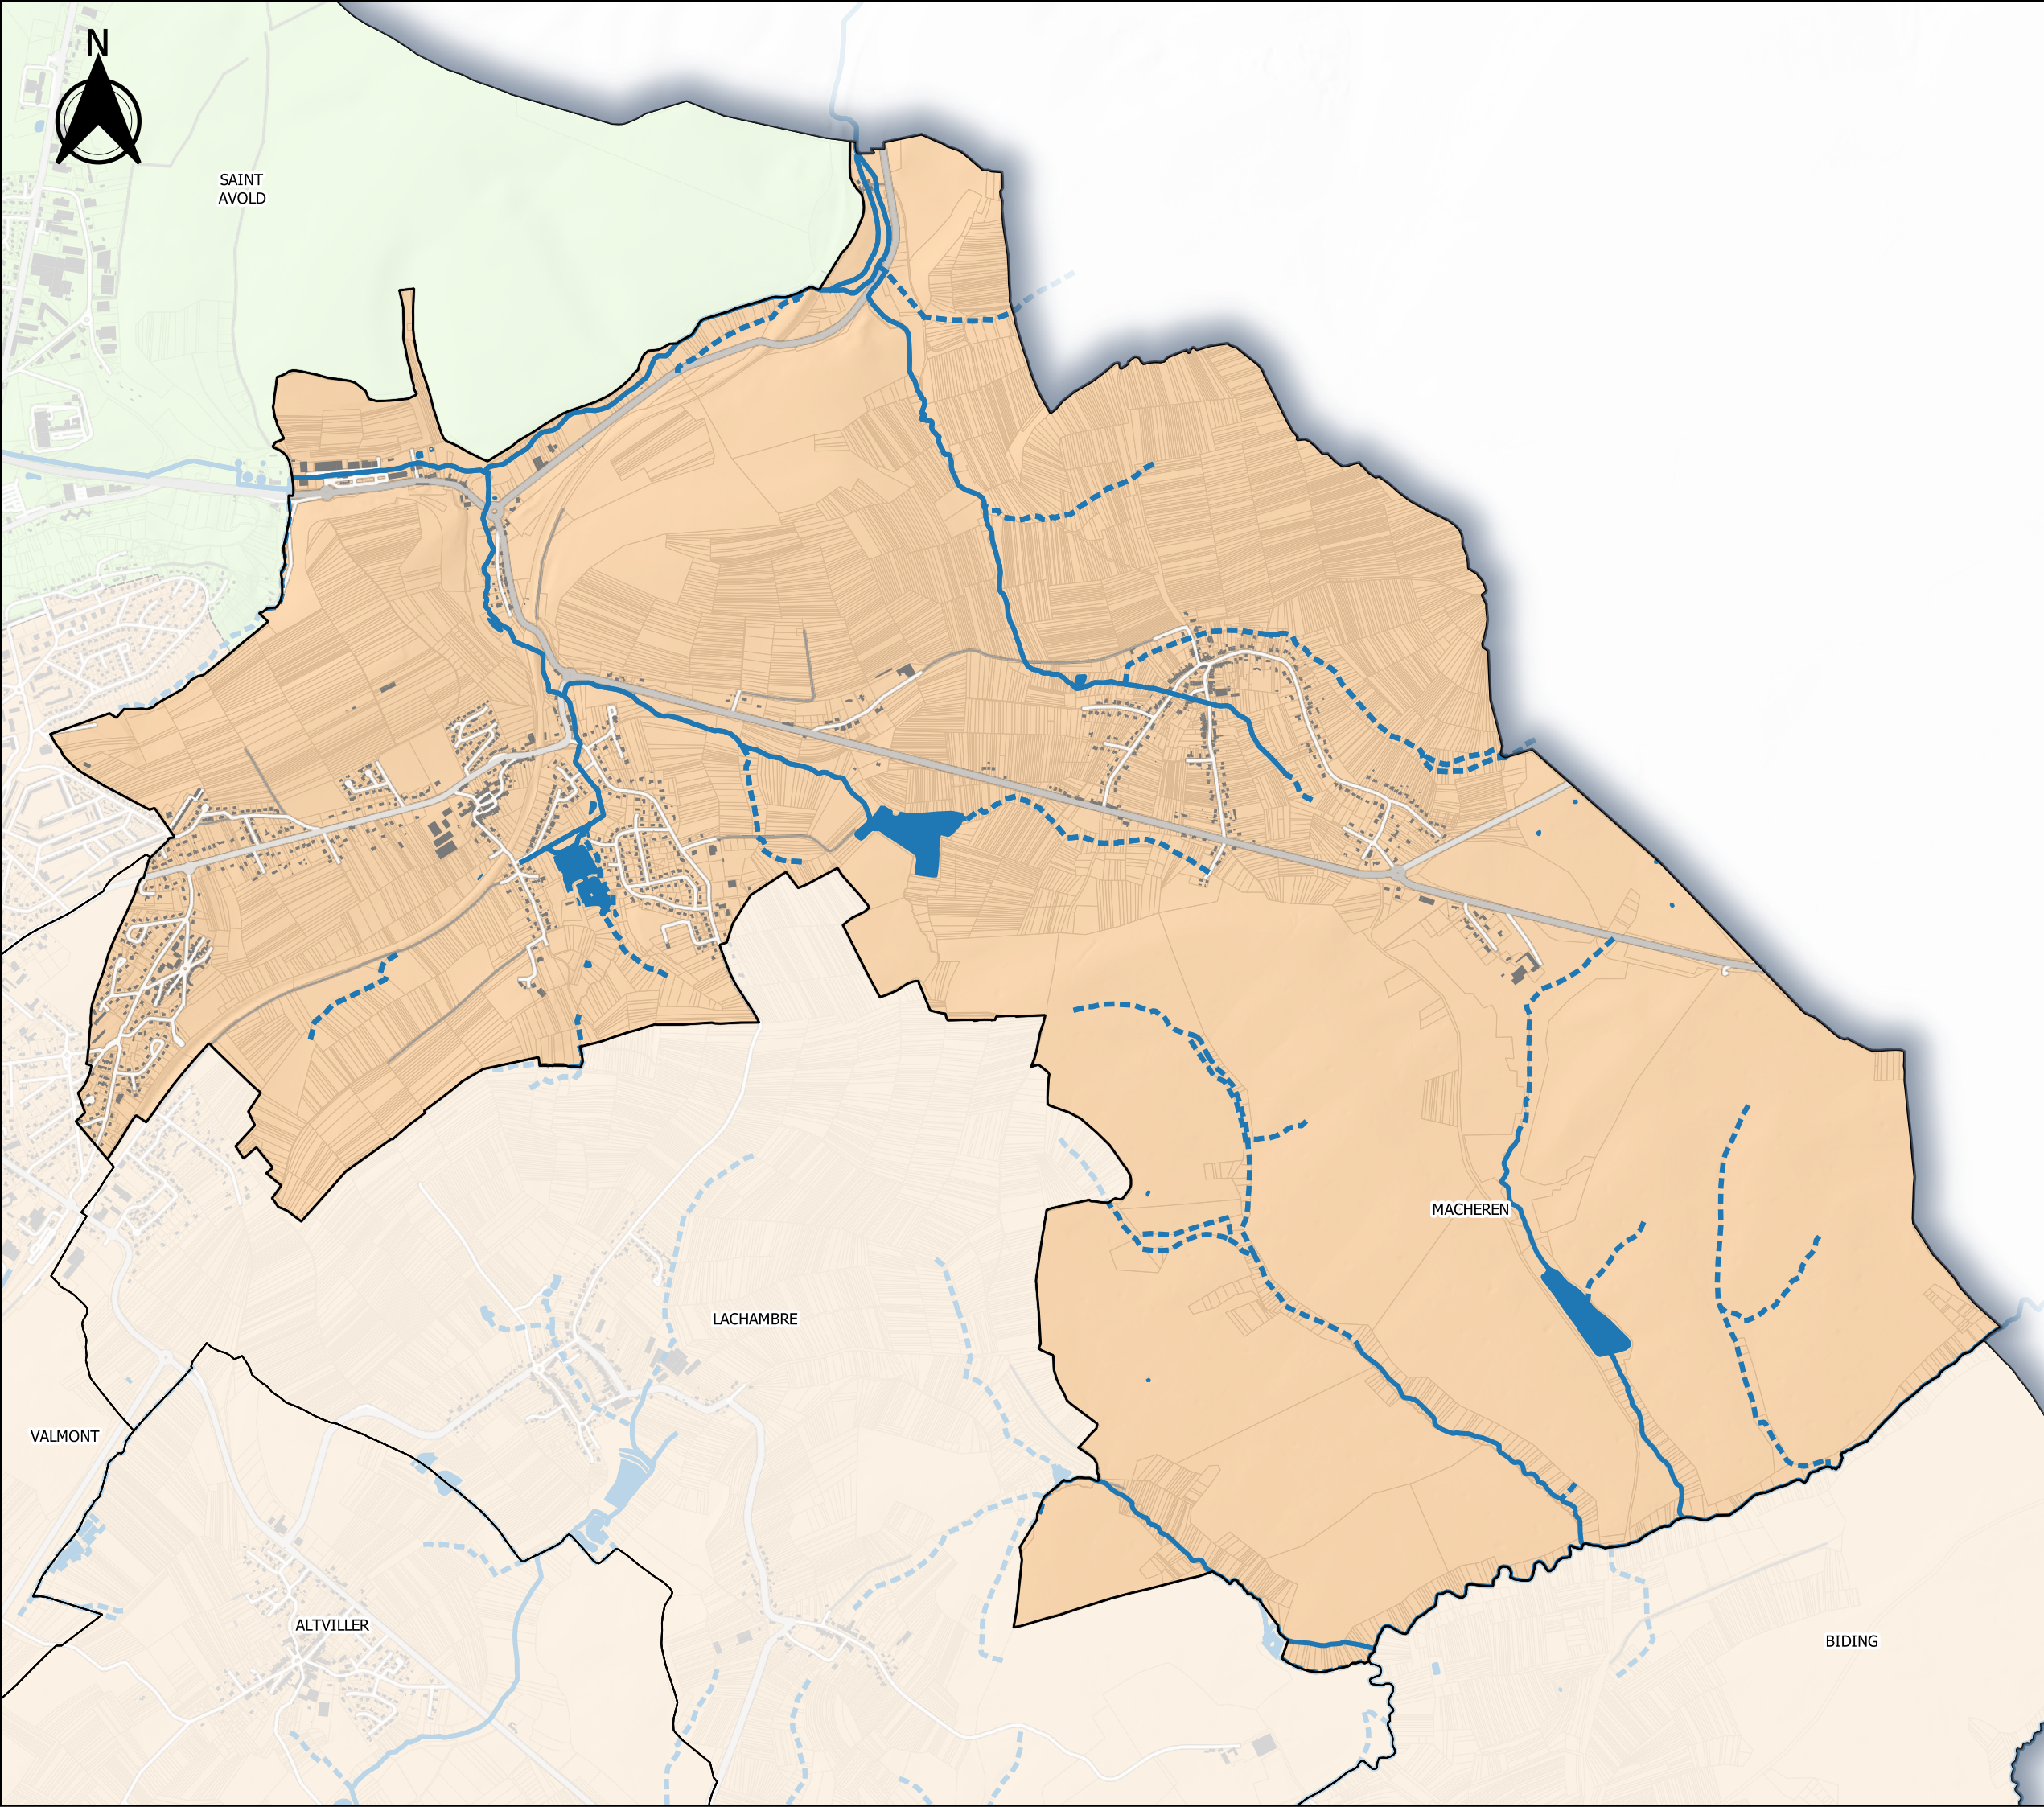 N
SAINT
AVOLD
MACHEREN
LACHAMBRE
VALMONT
ALTVILLER
BIDING